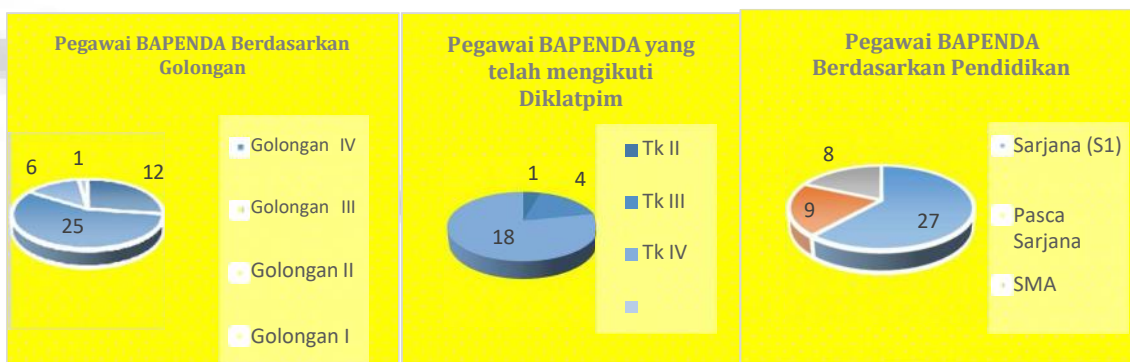 Pegawai BAPENDA Berdasarkan
Golongan
6
1
12
25
Golongan IV
Golongan III
Golongan II
Golongan I
Pegawai BAPENDA yang
telah mengikuti
Diklatpim
1
4
18
Tk II
Tk III
Tk IV
Pegawai BAPENDA
Berdasarkan Pendidikan
8
9
27
Sarjana (S1)
Pasca
Sarjana
SMA